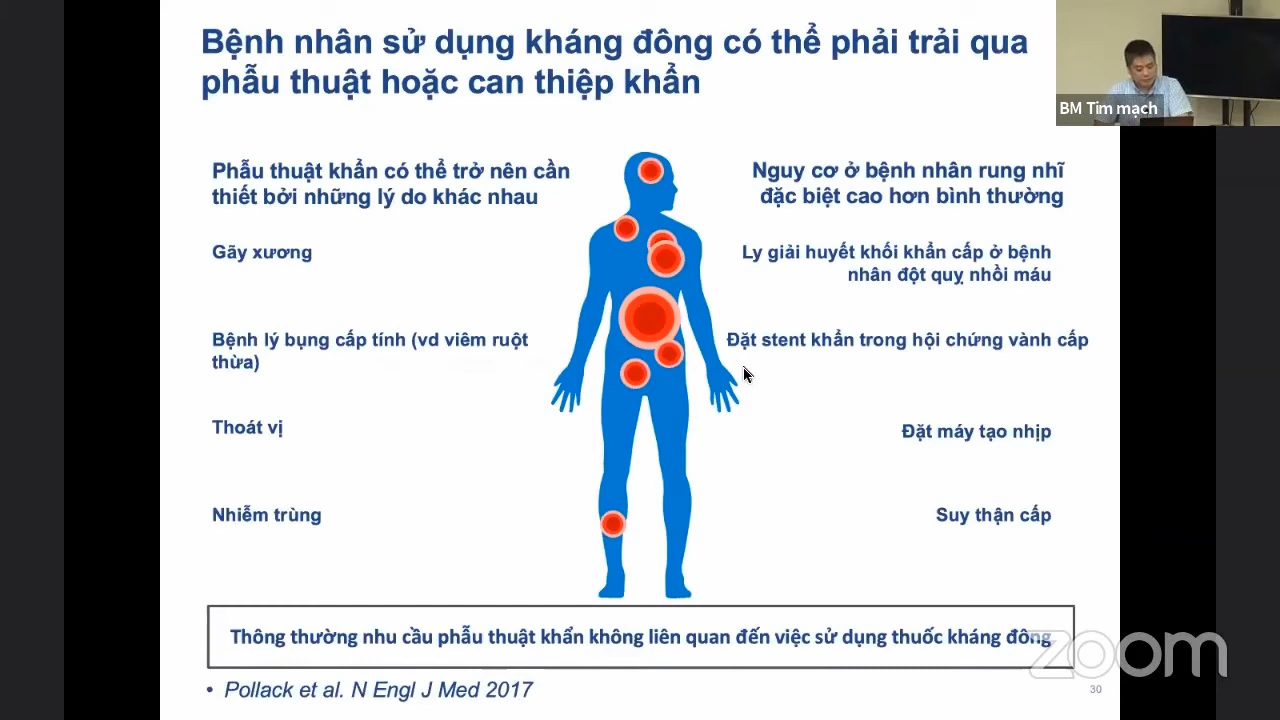 Bệnh nhân sử dụng kháng đông có thể phải trải qua
phẫu thuật hoặc can thiệp khẩn
BM Tim mạch
Phẫu thuật khẩn có thể trở nên cần
thiết bởi những lý do khác nhau
Gãy xương
Bệnh lý bụng cấp tính (vd viêm ruột
thừa)
Thoát vị
Nhiễm trùng
Nguy cơ ở bệnh nhân rung nhĩ
đặc biệt cao hơn bình thường
Ly giải huyết khối khẩn cấp ở bệnh
nhân đột quỵ nhồi máu
Đặt stent khẩn trong hội chứng vành cấp
Đặt máy tạo nhịp
Suy thận cấp
Thông thường nhu cầu phẫu thuật khẩn không liên quan đến việc sử dụng thuốc kháng đông
zoom
• Pollack et al. N Engl J Med 2017
30